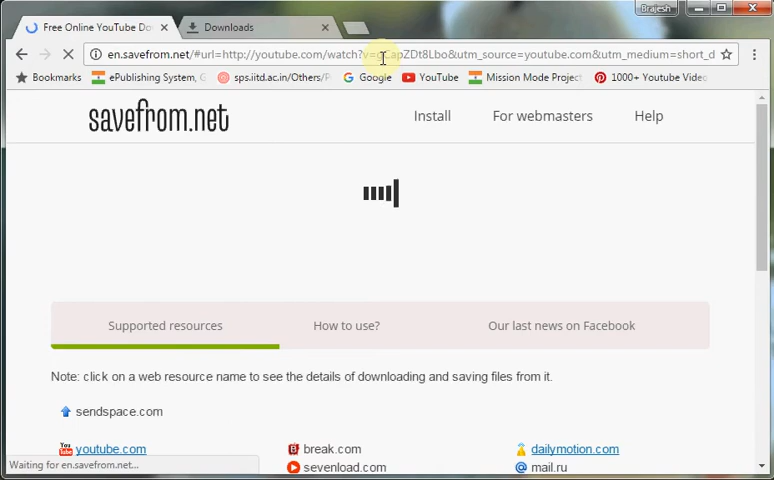 Brajesh
Free Online YouTube Do
Downloads
en.savefrom.net/#url=http://youtube.com/watch?v=gCapZDt8Lbo&utm_source=youtube.com&utm_medium=short_d
Bookmarks ePublishing System, G sps.iitd.ac.in/Others/P Google YouTube Mission Mode Project 1000+ Youtube Video
savefrom.net Install For webmasters Help
Supported resources How to use? Our last news on Facebook
Note: click on a web resource name to see the details of downloading and saving files from it.
sendspace.com
You Tube youtube.com break.com dailymotion.com
sevenload.com mail.ru
Waiting for en.savefrom.net...